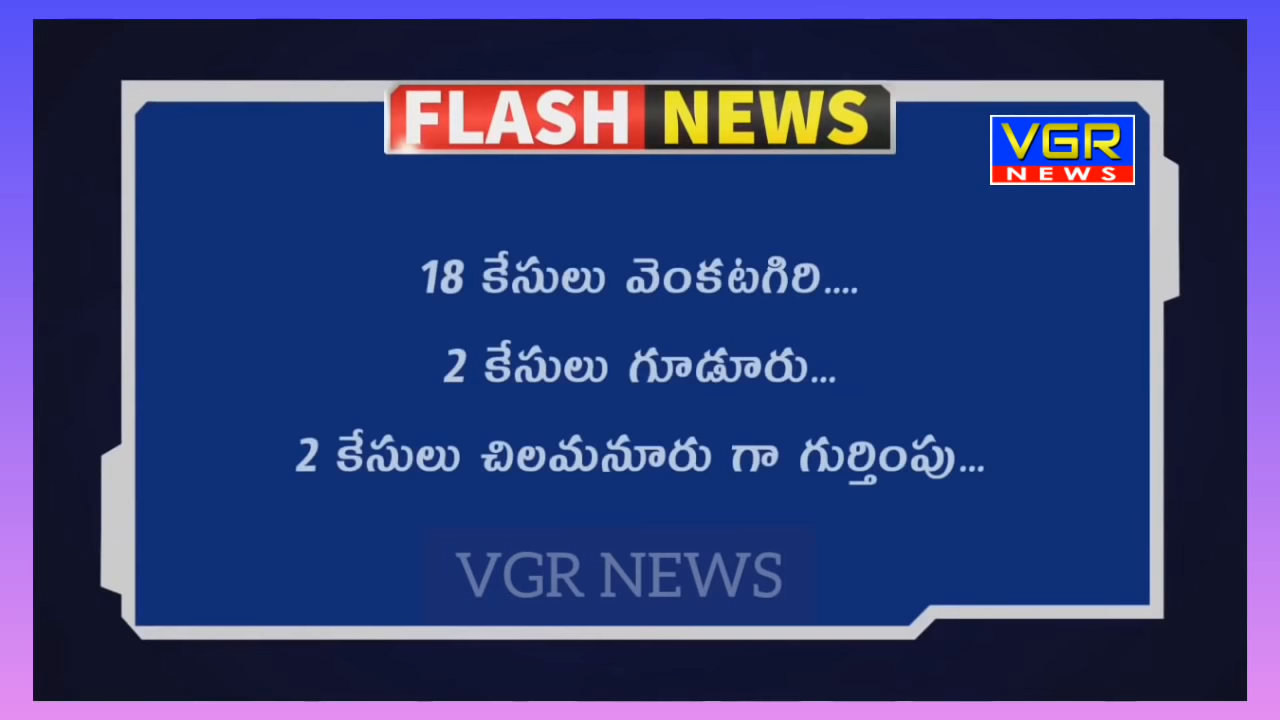 FLASH NEWS
VGR
NEWS
18 కేసులు వెంకటగిరి....
2 కేసులు గూడూరు...
2 కేసులు చిలమనూరు గా గుర్తింపు...
VGR NEWS